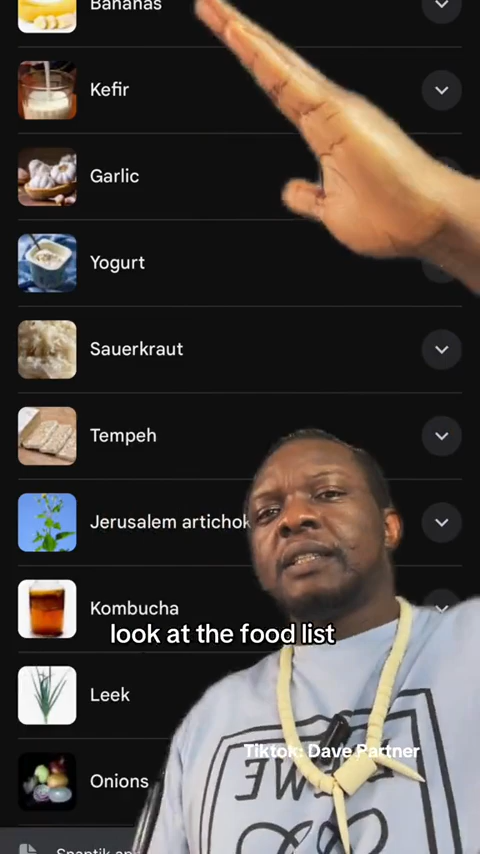 Bananas
Kefir
Garlic
Yogurt
Sauerkraut
Tempeh
Jerusalem artichok
Kombucha
look at the food list
Leek
Tiktok: Dave Partner
Onions